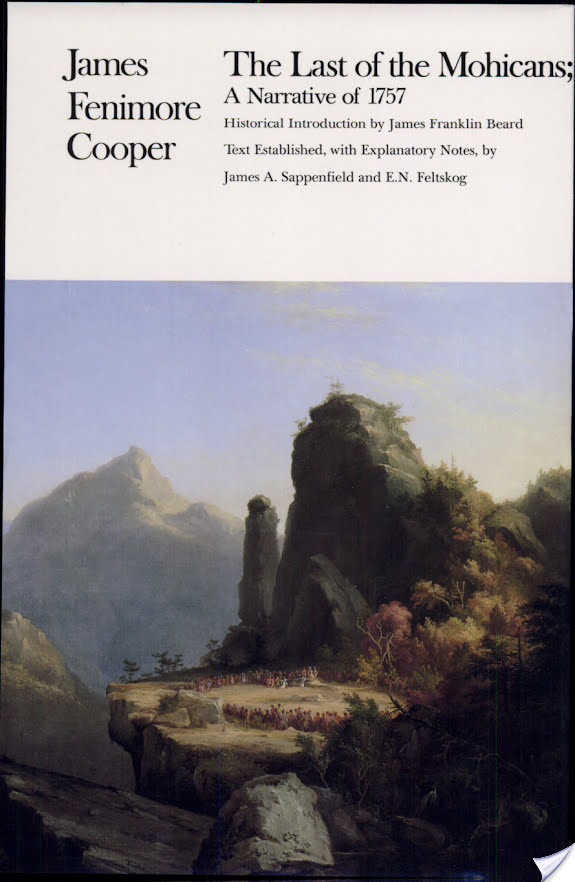 James
Fenimore
Cooper
The Last of the Mohicans;
A Narrative of 1757
Historical Introduction by James Franklin Beard
Text Established, with Explanatory Notes, by
James A. Sappenfield and E.N. Feltskog